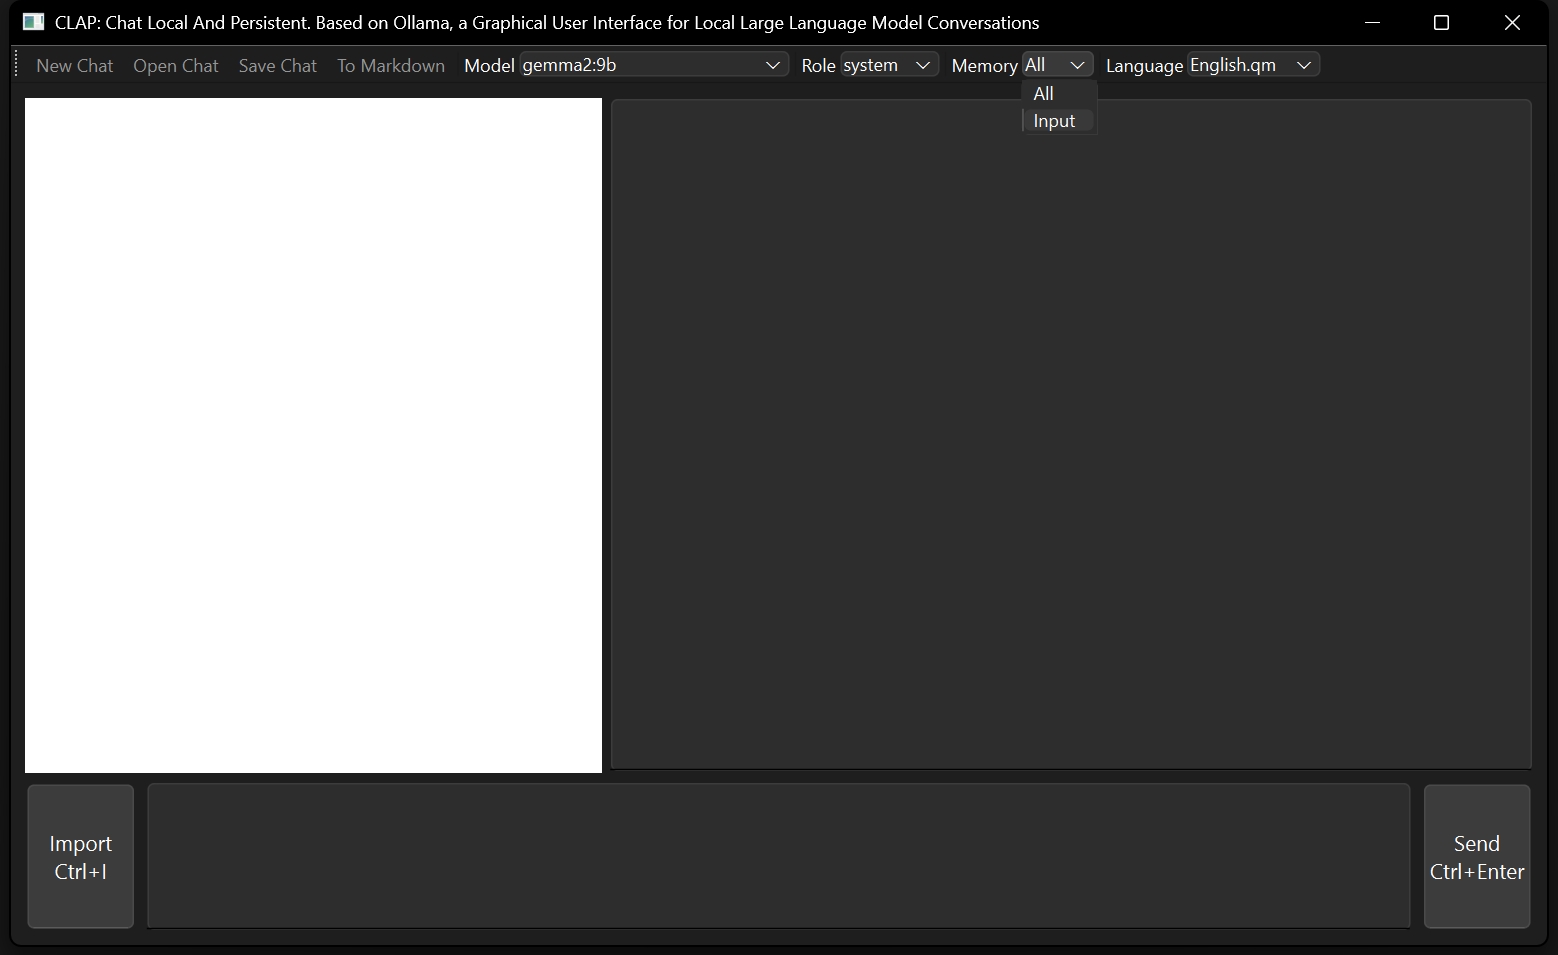 CLAP: Chat Local And Persistent. Based on Ollama, a Graphical User Interface for Local Large Language Model Conversations
New Chat Open Chat Save Chat To Markdown Model gemma2:9b Role system Memory All Language English.qm
All
Input
Import
Ctrl+I
Send
Ctrl+Enter